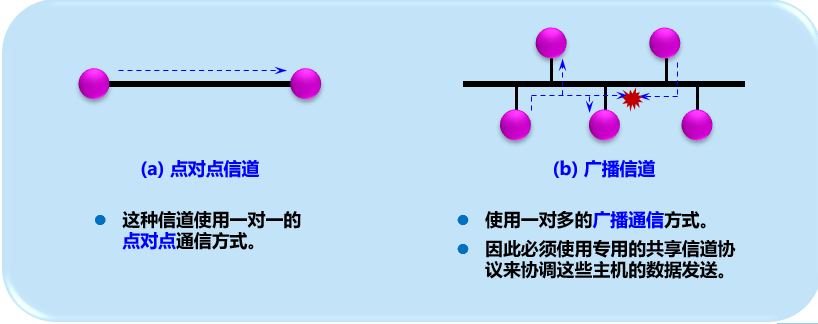 (a) 点对点信道
这种信道使用一对一的
点对点通信方式。
(b) 广播信道
使用一对多的广播通信方式。
因此必须使用专用的共享信道协
议来协调这些主机的数据发送。